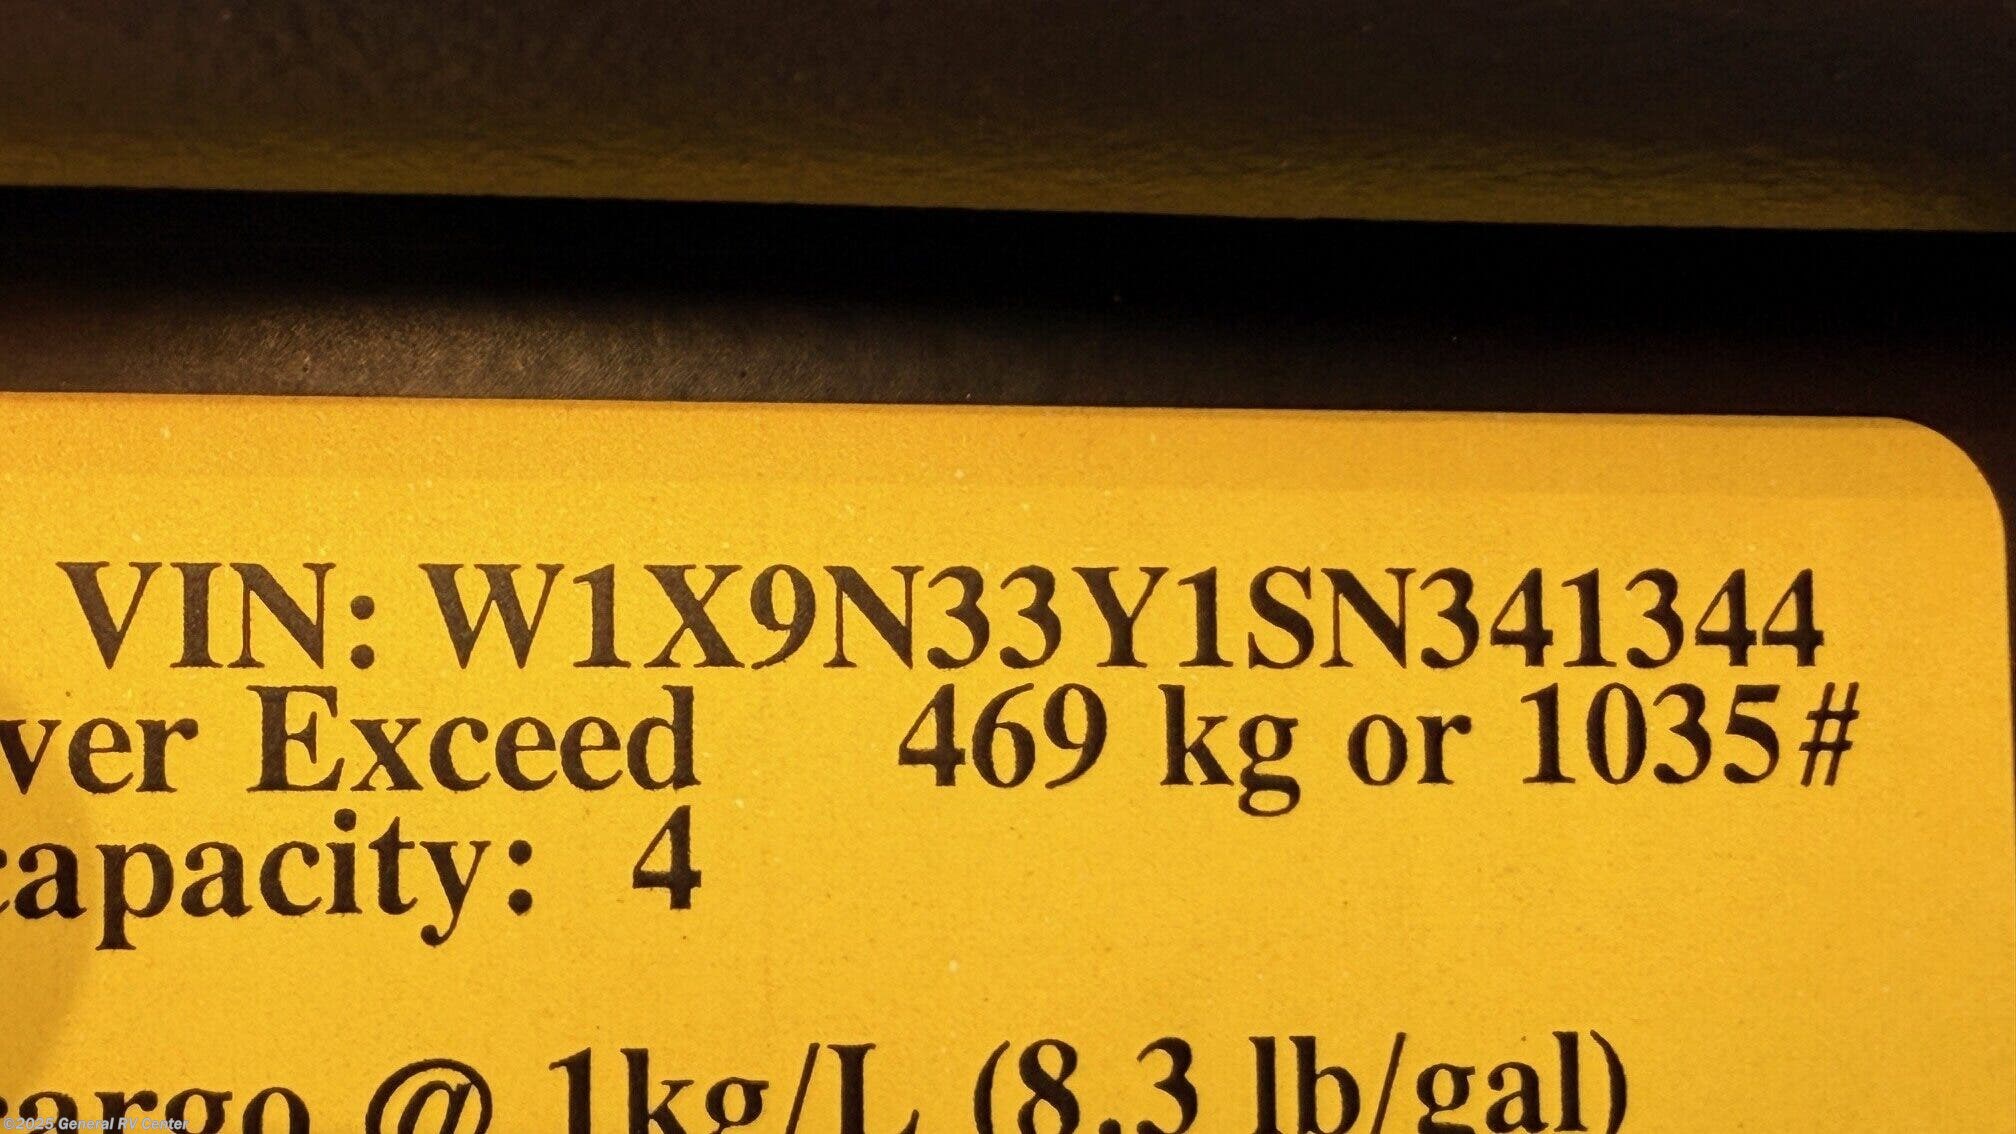 VIN: W1X9N33Y1SN341344
ver Exceed 469 kg or 1035#
capacity: 4
cargo @ 1kg/L (8.3 lb/gal)
©2025 General RV Center